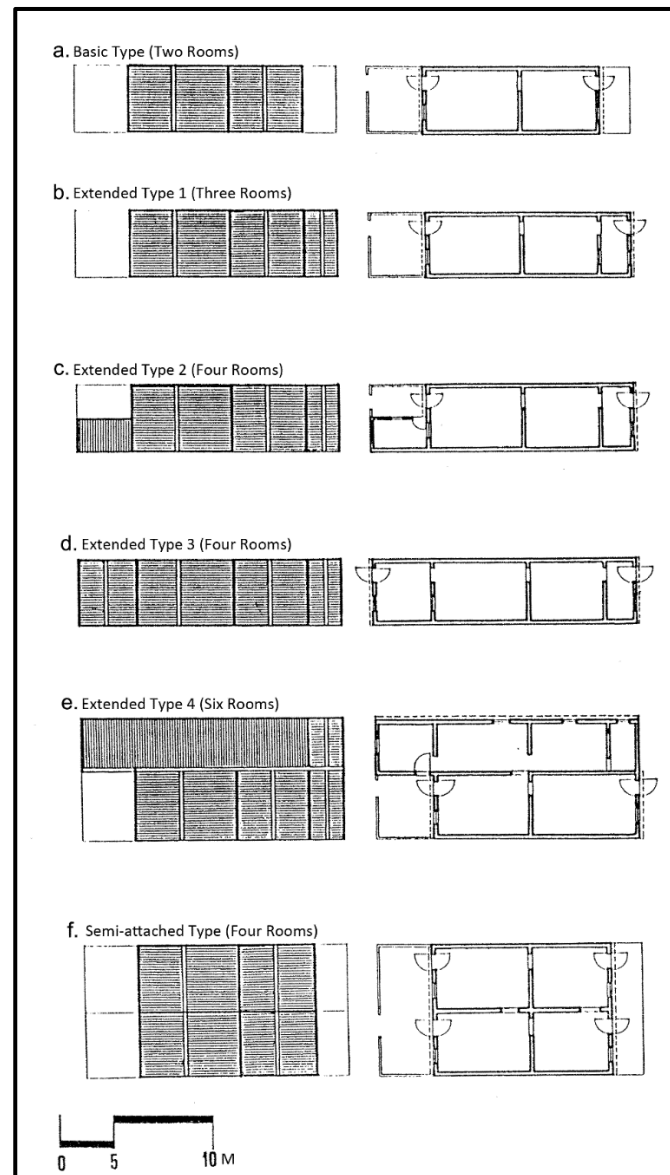 a. Basic Type (Two Rooms)
b. Extended Type 1 (Three Rooms)
c. Extended Type 2 (Four Rooms)
d. Extended Type 3 (Four Rooms)
e. Extended Type 4 (Six Rooms)
f. Semi-attached Type (Four Rooms)
0 5 10 M